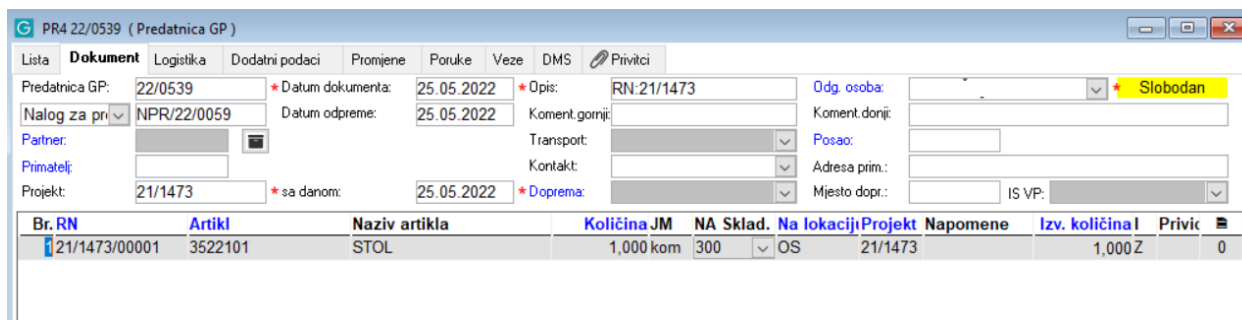 PR4 22/0539 ( Predatnica GP )
Lista Dokument Logistika Dodatni podaci Promjene Poruke Veze DMS Privitci
Predatnica GP: 22/0539 * Datum dokumenta: 25.05.2022 * Opis: RN:21/1473 Odg. osoba: * Slobodan
Nalog za pr NPR/22/0059 Datum odpreme: 25.05.2022 Koment.gornji: Koment.donji:
Partner: Transport: Posao:
Primatelj: Kontakt: Adresa prim.:
Projekt: 21/1473 * sa danom: 25.05.2022 * Doprema: Mjesto dopr.: IS VP:
Br. RN Artikl Naziv artikla Količina JM NA Sklad. Na lokaciji Projekt Napomene Izv. količina I Privic
1 21/1473/00001 3522101 STOL 1,000 kom 300 OS 21/1473 1,000 Z 0